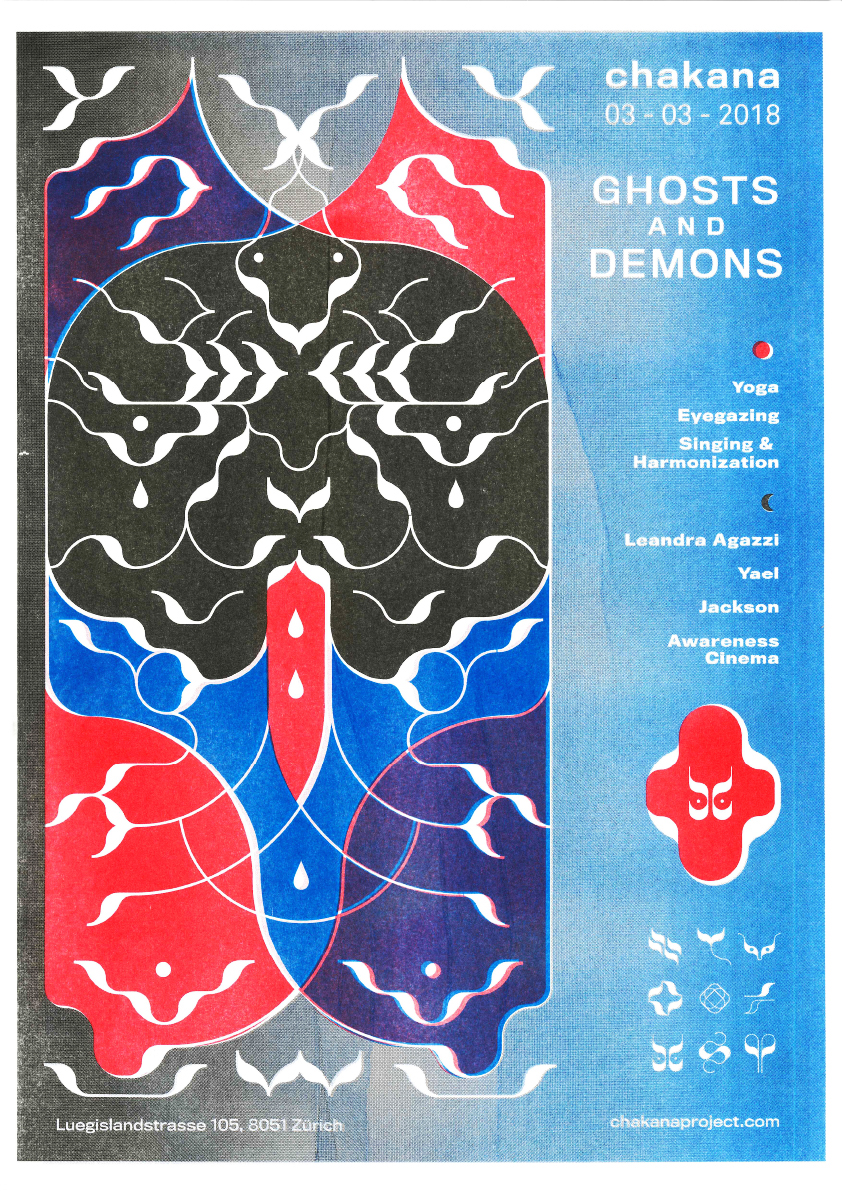 chakana
03 - 03 - 2018
GHOSTS
AND
DEMONS
Yoga
Eyegazing
Singing &
Harmonization
Leandra Agazzi
Yael
Jackson
Awareness
Cinema
Luegislandstrasse 105, 8051 Zürich
chakanaproject.com